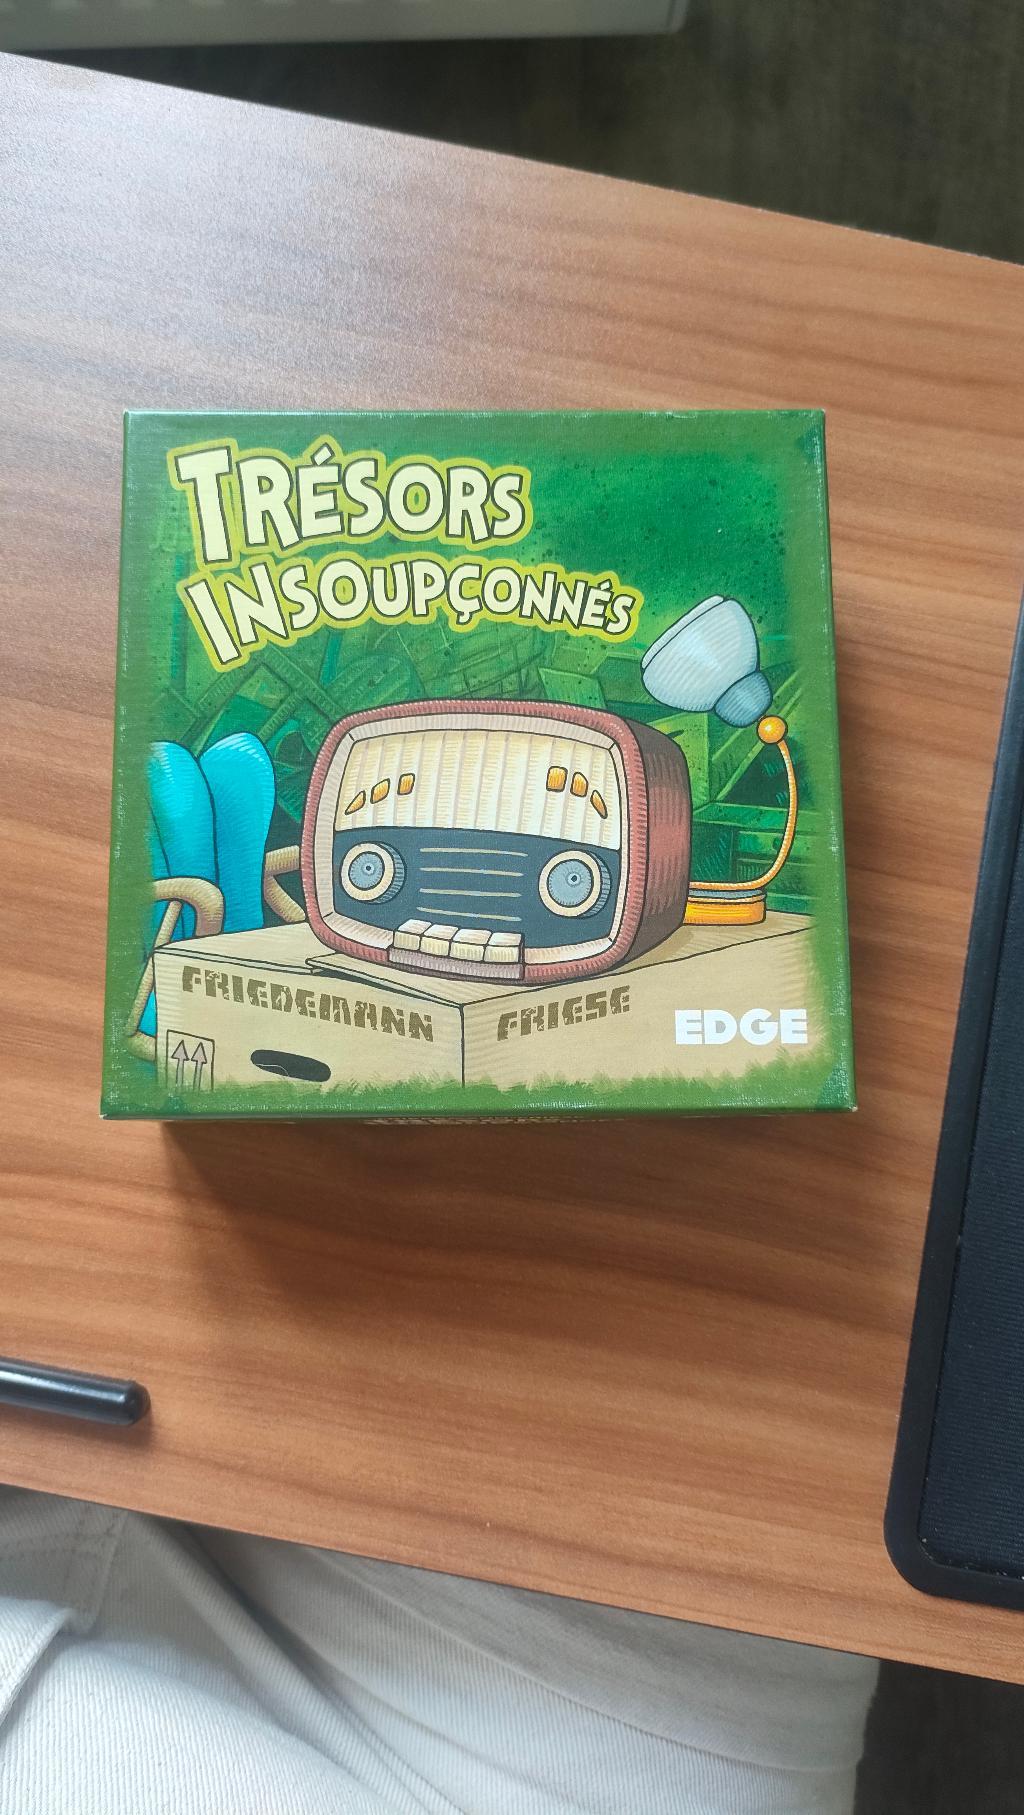 TRÉSORS
INSOUPÇONNÉS
FRIEDEMANN FRIESE
EDGE